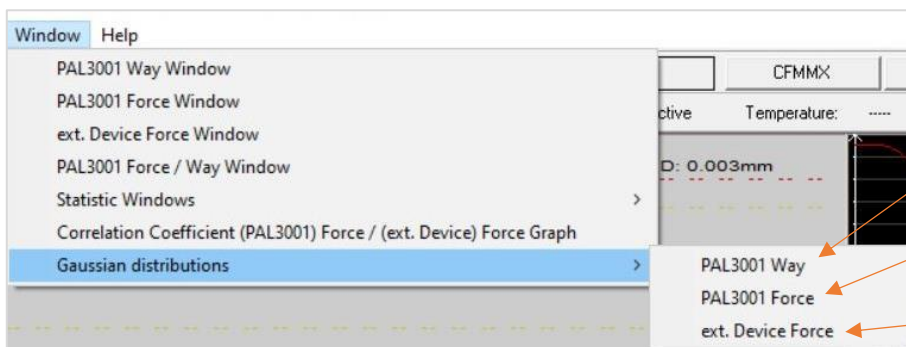 Window Help
PAL3001 Way Window
CFMMX
PAL3001 Force Window
ctive Temperature: -----
ext. Device Force Window
PAL3001 Force / Way Window
D: 0.003mm
Statistic Windows >
Correlation Coefficient (PAL3001) Force / (ext. Device) Force Graph
Gaussian distributions >
PAL3001 Way
PAL3001 Force
ext. Device Force